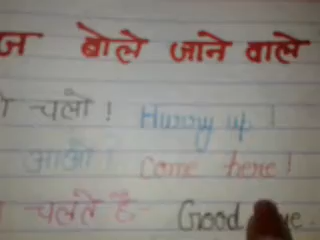 बोले जाने वाले
चलो ! Hurry up !
आओ ! Come here !
चलते है - Good